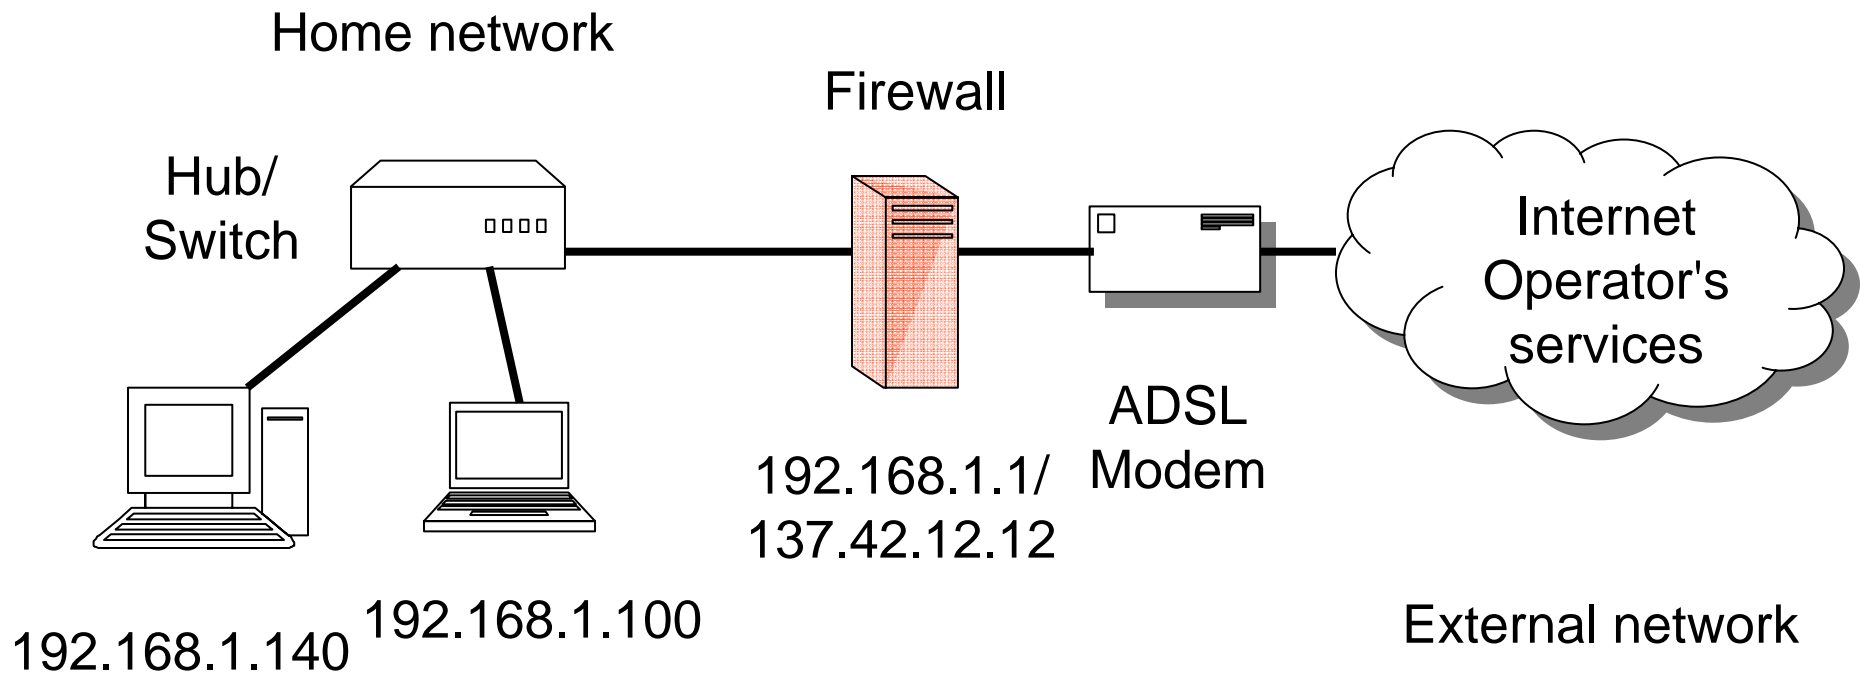 Home network
Firewall
Hub/
Switch
Internet
Operator's
services
ADSL
Modem
192.168.1.1/
137.42.12.12
192.168.1.100
192.168.1.140
External network